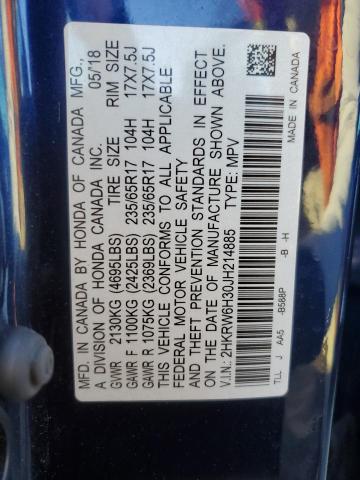 MFD. IN CANADA BY HONDA OF CANADA MFG., 05/18
A DIVISION OF HONDA CANADA INC.
TIRE SIZE RIM SIZE
GVWR 2130KG (4695LBS)
GAWR F 1100KG (2425LBS) 235/65R17 104H 17X7.5J
GAWR R 1075KG (2369LBS) 235/65R17 104H 17X7.5J
THIS VEHICLE CONFORMS TO ALL APPLICABLE
FEDERAL MOTOR VEHICLE SAFETY
AND THEFT PREVENTION STANDARDS IN EFFECT
ON THE DATE OF MANUFACTURE SHOWN ABOVE.
V.I.N.: 2HKRW6H30JH214885 TYPE: MPV
TLL J AA5 -B588P -B -H
MADE IN CANADA